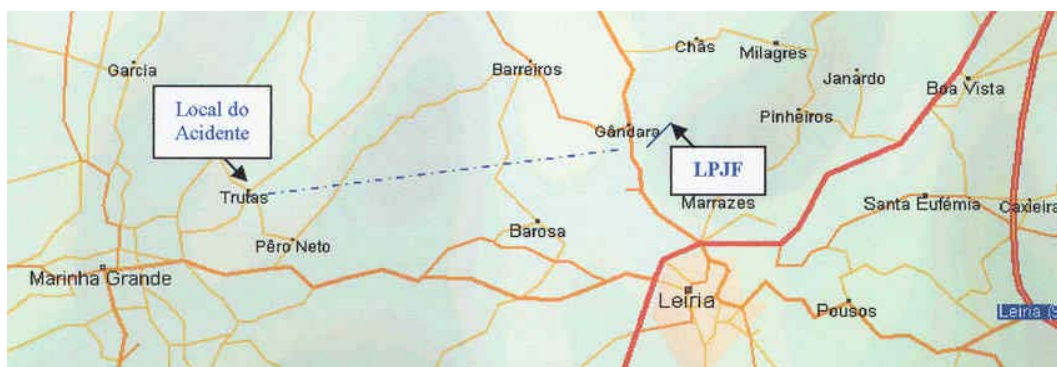 Chãs
Milagres
Garcia
Barreiros
Janardo
Boa Vista
Local do
Acidente
Pinheiros
Gândara
LPJF
Trutas
Marrazes
Santa Eufémia
Caxieira
Barosa
Pêro Neto
Marinha Grande
Leiria
Pousos
Leiria (S